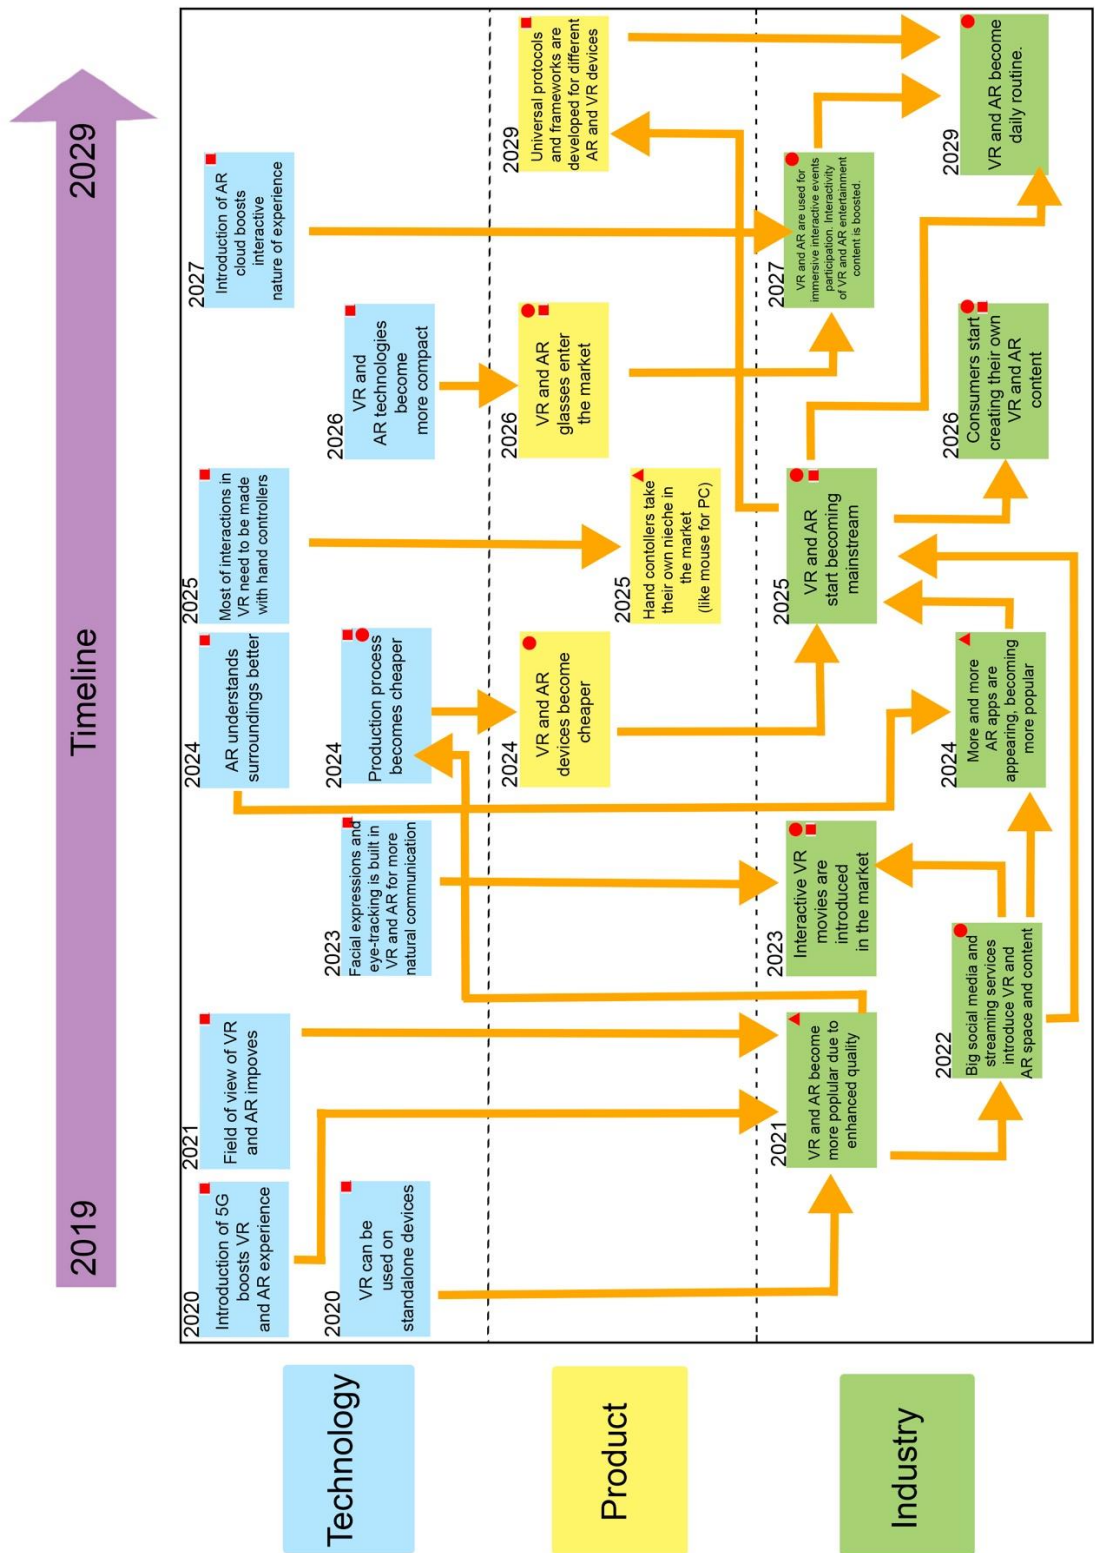 Timeline
2019
2029
Technology
2020
Introduction of 5G
boosts VR
and AR experience
2021
Field of view of VR
and AR impoves
2024
AR understands
surroundings better
2025
Most of interactions in
VR need to be made
with hand controllers
2027
Introduction of AR
cloud boosts
interactive
nature of experience
2020
VR can be
used on
standalone devices
2023
Facial expressions and
eye-tracking is built in
VR and AR for more
natural communication
2024
Production process
becomes cheaper
2026
VR and
AR technologies
become
more compact
Product
2024
VR and AR
devices become
cheaper
2026
VR and AR
glasses enter
the market
2029
Universal protocols
and frameworks are
developed for different
AR and VR devices
2025
Hand contollers take
their own nieche in
the market
(like mouse for PC)
Industry
2021
VR and AR become
more poplular due to
enhanced quality
2023
Interactive VR
movies are
introduced
in the market
2025
VR and AR
start becoming
mainstream
2027
VR and AR are used for
immersive interactive events
participation. Interactivity
of VR and AR entertainment
content is boosted.
2022
Big social media and
streaming services
introduce VR and
AR space and content
2024
More and more
AR apps are
appearing, becoming
more popular
2026
Consumers start
creating their own
VR and AR
content
2029
VR and AR become
daily routine.